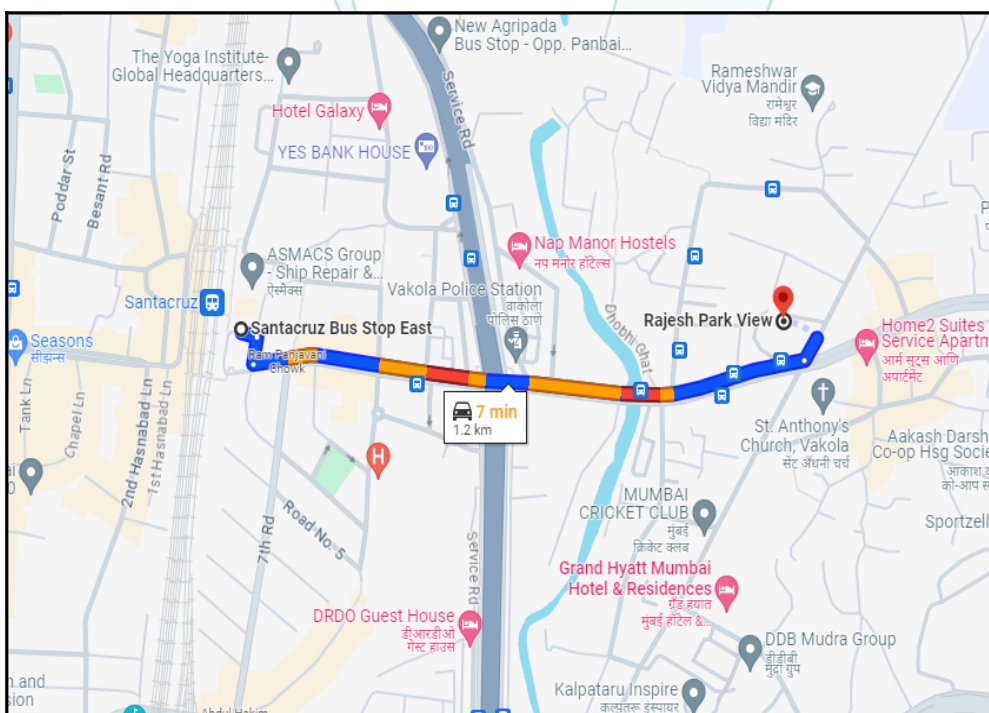 New Agripada
Bus Stop - Opp. Panbai...
The Yoga Institute-
Global Headquarters...
Rameshwar
Vidya Mandir
रामेश्वर
विद्या मंदिर
Service Rd
Hotel Galaxy
YES BANK HOUSE
Poddar St
Besant Rd
ASMACS Group
- Ship Repair &...
ऐस्मैक्स
Nap Manor Hostels
नप मनोर हॉटेल्स
Vakola Police Station
वाकोला
पोलिस ठाणे
Santacruz
Santacruz Bus Stop East
Ram Panjavan
Chowk
Dhobhi Ghat
Rajesh Park View
Home2 Suites
Service Apartm
आर्म सूट्स आणि
अपार्टमेंट
Seasons
सीझन्स
Tank Ln
Chapel Ln
2nd Hasnabad Ln
1st Hasnabad Ln
7 min
1.2 km
St. Anthony's
Church, Vakola
सेंट अँथनी चर्च
Aakash Darsh
Co-op Hsg Socie
आकाश द
को-आप स
H
7th Rd
Road No. 5
Service Rd
MUMBAI
CRICKET CLUB
मुंबई
क्रिकेट क्लब
Sportzell
Grand Hyatt Mumbai
Hotel & Residences
ग्रँड हयात
मुंबई हॉटेल &...
DRDO Guest House
डीआरडीओ
गेस्ट हाउस
DDB Mudra Group
डीडीबी
मुद्रा ग्रुप
Kalpataru Inspire
कल्पतरू इंस्पायर
and
sion
Abdul Hakim